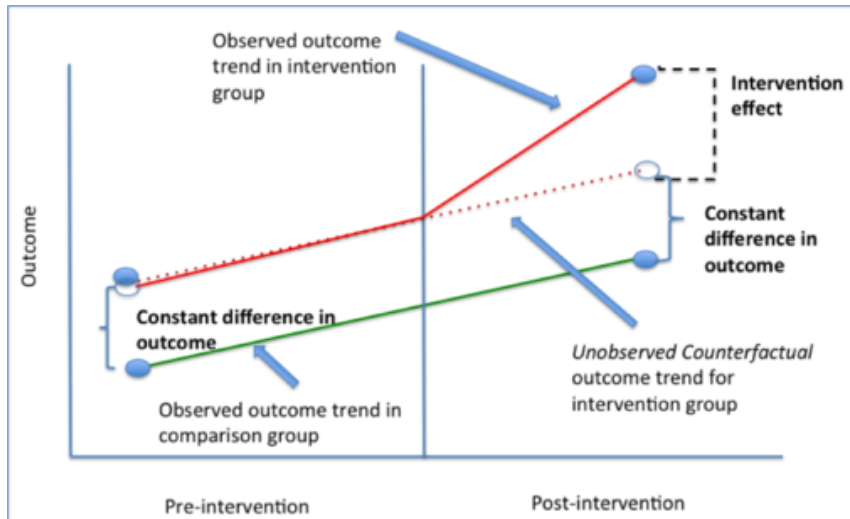 Observed outcome
trend in intervention
group
Intervention
effect
Constant
difference in
outcome
Outcome
Constant difference in
outcome
Unobserved Counterfactual
outcome trend for
intervention group
Observed outcome trend in
comparison group
Pre-intervention
Post-intervention